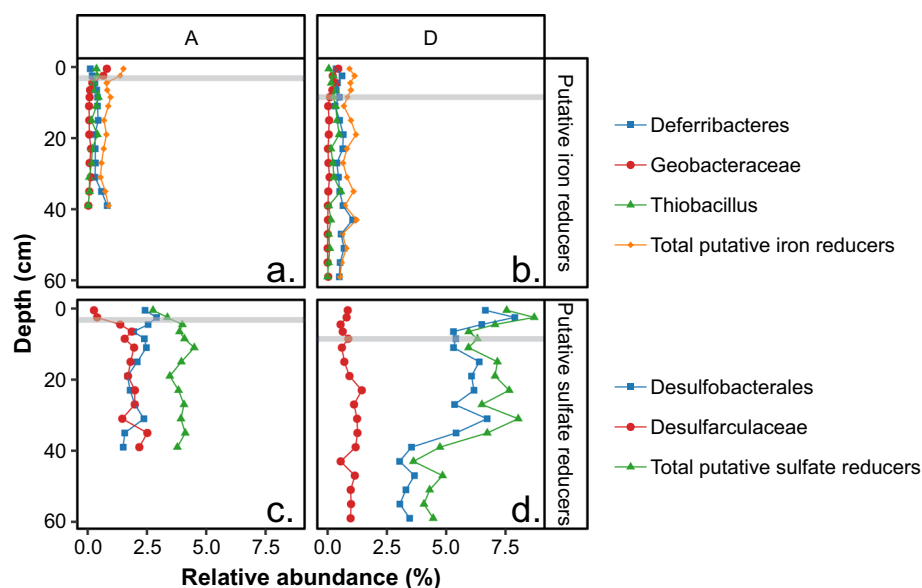 A
D
0
20
40
60
a.
b.
Putative iron reducers
Deferribacteres
Geobacteraceae
Thiobacillus
Total putative iron reducers
Depth (cm)
0
20
40
60
c.
d.
Putative sulfate reducers
Desulfobacterales
Desulfarculaceae
Total putative sulfate reducers
0.0 2.5 5.0 7.5 0.0 2.5 5.0 7.5
Relative abundance (%)